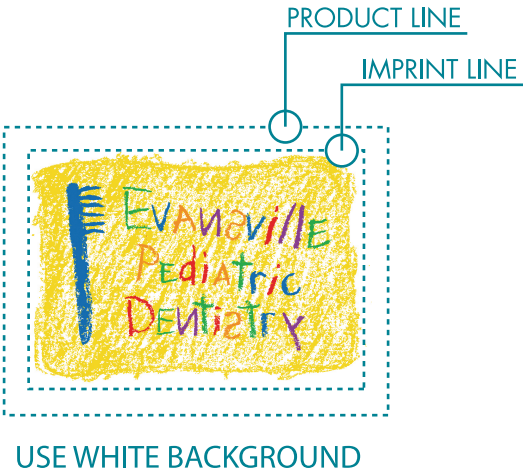 PRODUCT LINE
IMPRINT LINE
EVANSVIllE
PEdiAtric
DENtistrY
USE WHITE BACKGROUND